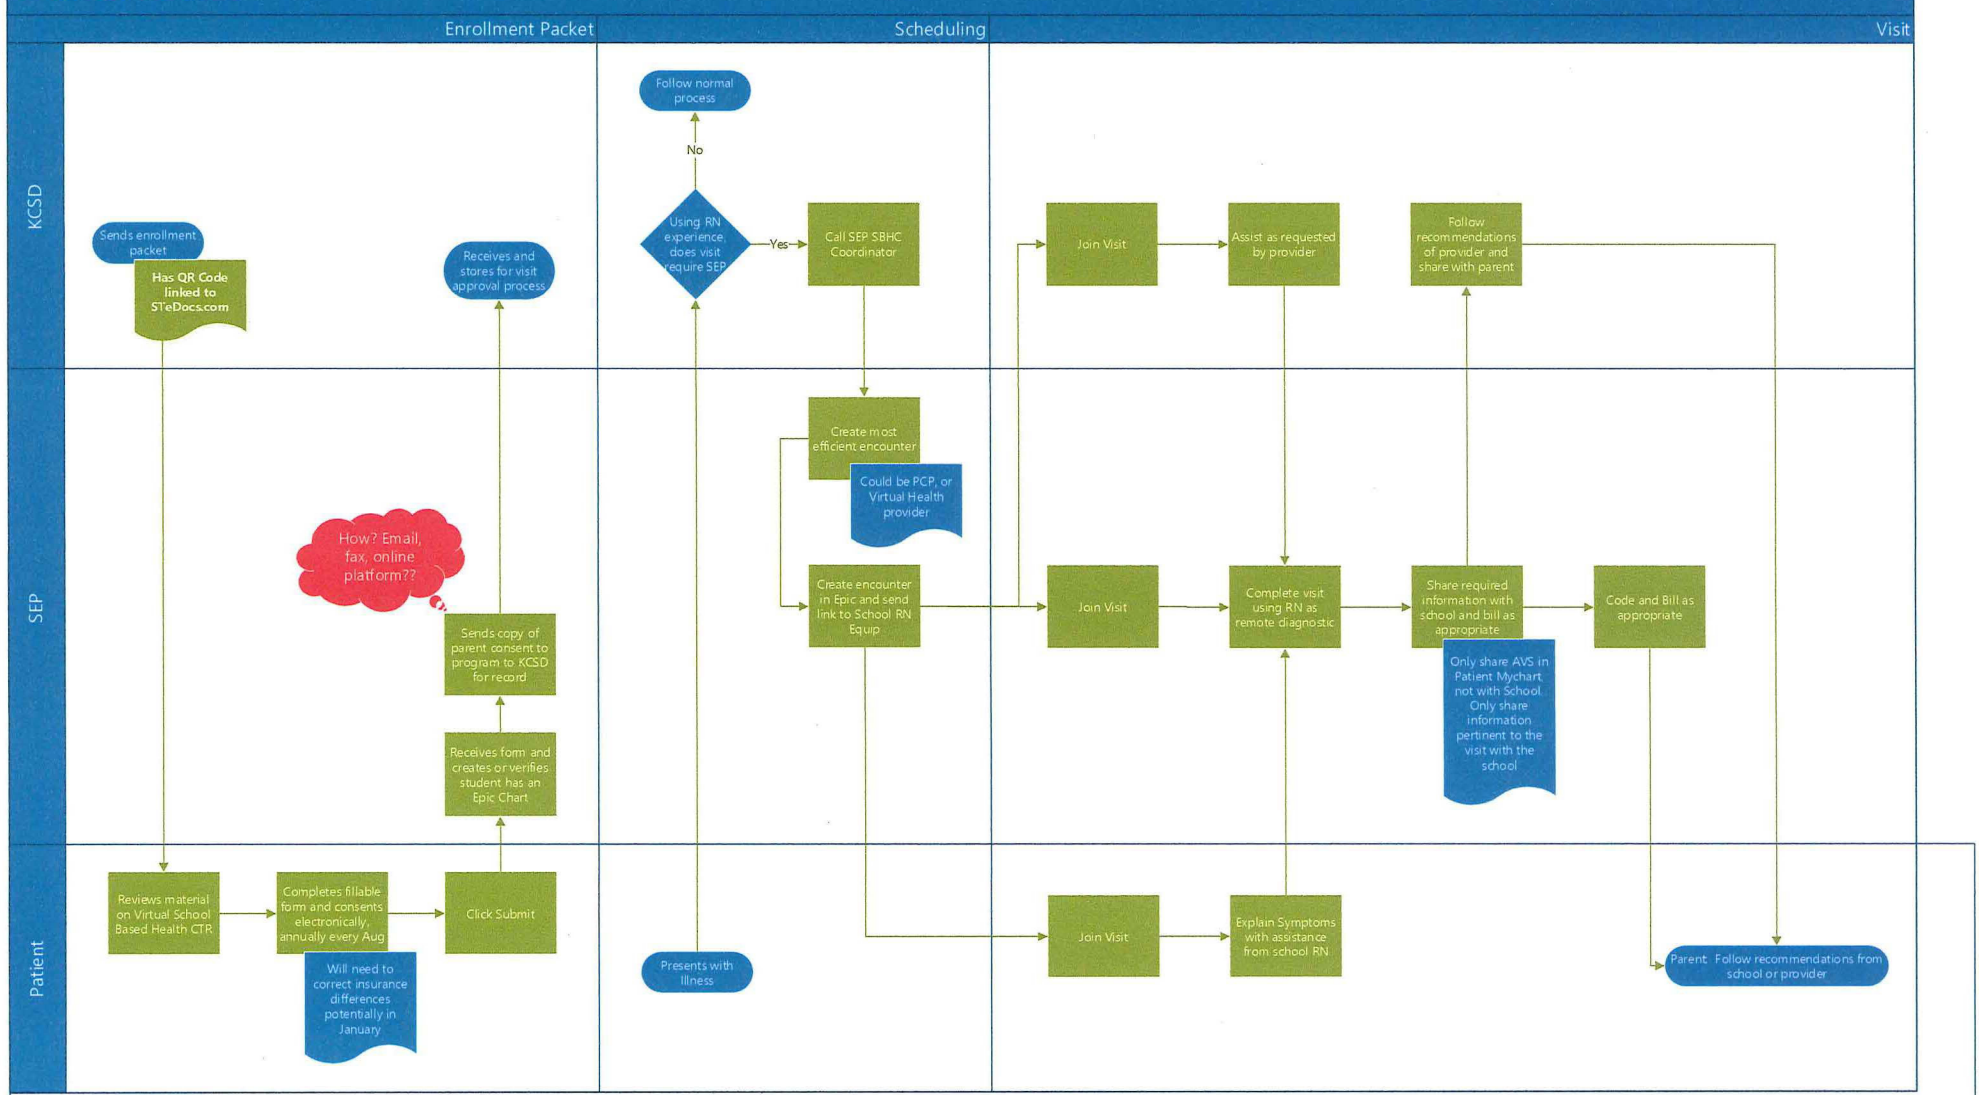 Enrollment Packet
Scheduling
Visit
KCSD
Sends enrollment
packet
Has QR Code
linked to
STeDocs.com
Receives and
stores for visit
approval process
Follow normal
process
No
Using RN
experience,
does visit
require SEP
Yes
Call SEP SBHC
Coordinator
Join Visit
Assist as requested
by provider
Follow
recommendations
of provider and
share with parent
SEP
How? Email,
fax, online
platform??
Sends copy of
parent consent to
program to KCSD
for record
Receives form and
creates or verifies
student has an
Epic Chart
Create most
efficient encounter
Could be PCP, or
Virtual Health
provider
Create encounter
in Epic and send
link to School RN
Equip
Join Visit
Complete visit
using RN as
remote diagnostic
Share required
information with
school and bill as
appropriate
Only share AVS in
Patient Mychart,
not with School.
Only share
information
pertinent to the
visit with the
school
Code and Bill as
appropriate
Patient
Reviews material
on Virtual School
Based Health CTR
Completes fillable
form and consents
electronically,
annually every Aug
Will need to
correct insurance
differences
potentially in
January
Click Submit
Presents with
Illness
Join Visit
Explain Symptoms
with assistance
from school RN
Parent: Follow recommendations from
school or provider